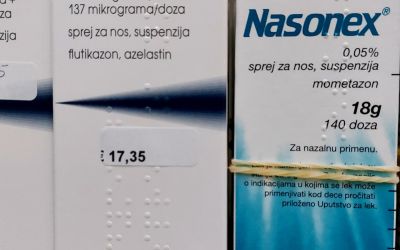 zija
5
137 mikrograma/doza
sprej za nos, suspenzija
flutikazon, azelastin
€ 17,35
Nasonex®
0,05%
sprej za nos, suspenzija
mometazon
18g
140 doza
Za nazalnu primenu.
o indikacijama u kojima se lek može
primenjivati kod dece pročitati
priloženo Uputstvo za lek.